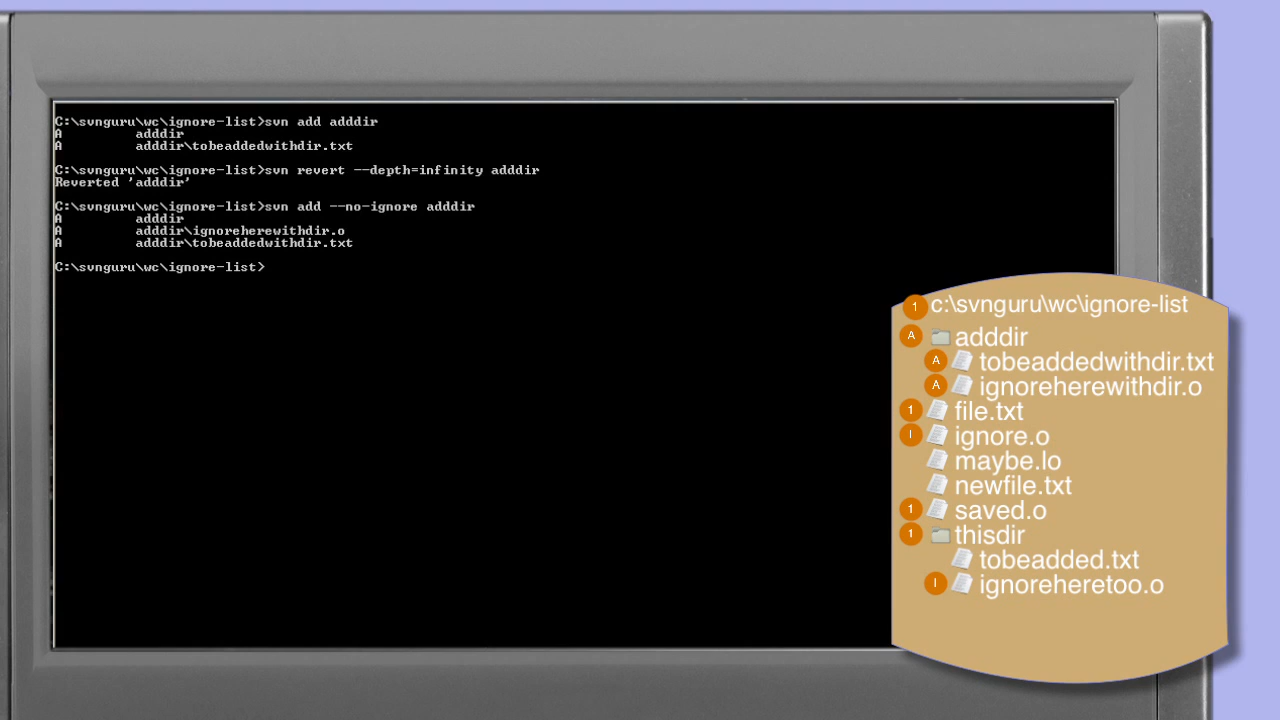 C:\svnguru\wc\ignore-list>svn add adddir
A         adddir
A         adddir\tobeaddedwithdir.txt
C:\svnguru\wc\ignore-list>svn revert --depth=infinity adddir
Reverted 'adddir'
C:\svnguru\wc\ignore-list>svn add --no-ignore adddir
A         adddir
A         adddir\ignoreherewithdir.o
A         adddir\tobeaddedwithdir.txt
C:\svnguru\wc\ignore-list>
1 c:\svnguru\wc\ignore-list
A adddir
A tobeaddedwithdir.txt
A ignoreherewithdir.o
1 file.txt
I ignore.o
maybe.lo
newfile.txt
1 saved.o
1 thisdir
tobeadded.txt
I ignoreheretoo.o